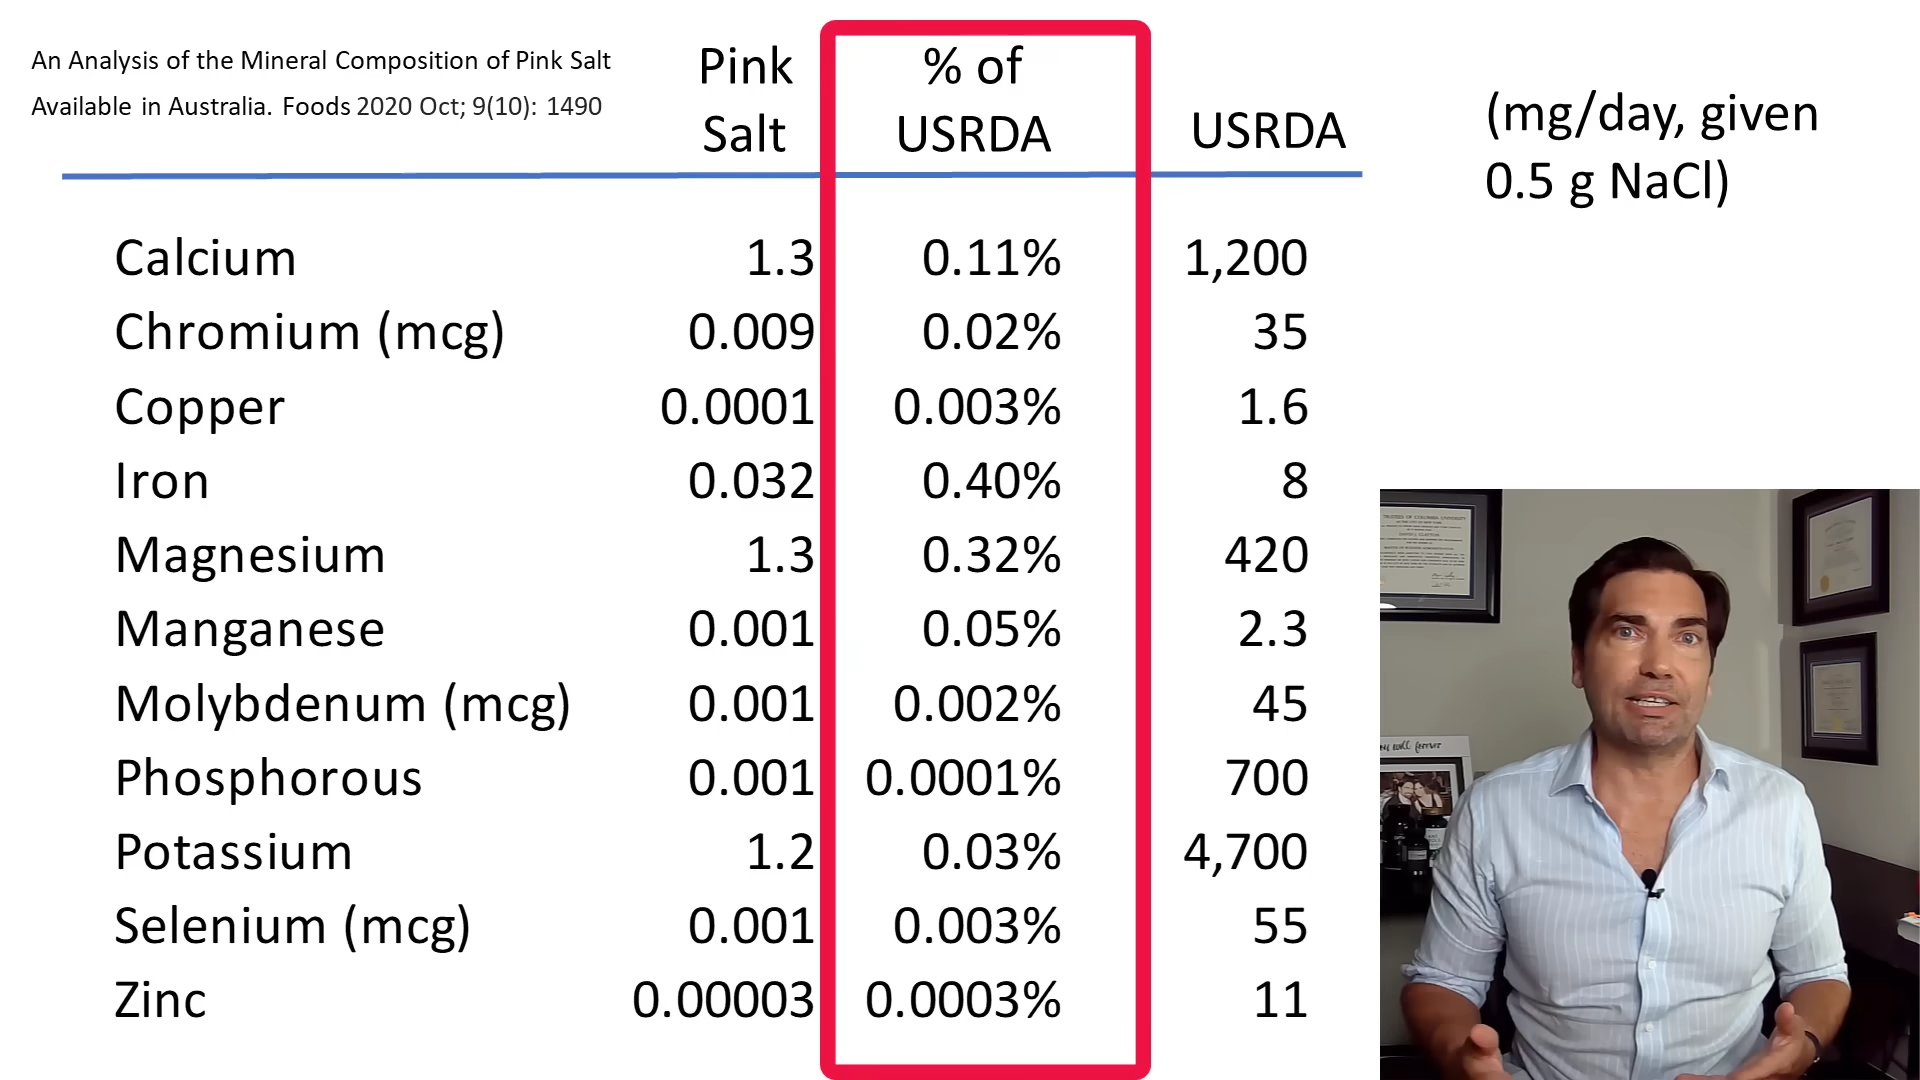 An Analysis of the Mineral Composition of Pink Salt
Available in Australia. Foods 2020 Oct; 9(10): 1490
Pink
Salt
% of
USRDA
USRDA
(mg/day, given
0.5 g NaCl)
Calcium 1.3 0.11% 1,200
Chromium (mcg) 0.009 0.02% 35
Copper 0.0001 0.003% 1.6
Iron 0.032 0.40% 8
Magnesium 1.3 0.32% 420
Manganese 0.001 0.05% 2.3
Molybdenum (mcg) 0.001 0.002% 45
Phosphorous 0.001 0.0001% 700
Potassium 1.2 0.03% 4,700
Selenium (mcg) 0.001 0.003% 55
Zinc 0.00003 0.0003% 11
TRUSTEES OF COLUMBIA UNIVERSITY